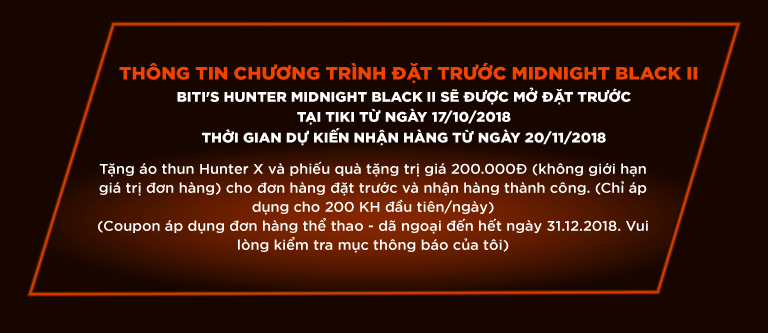 THÔNG TIN CHƯƠNG TRÌNH ĐẶT TRƯỚC MIDNIGHT BLACK II
BITI'S HUNTER MIDNIGHT BLACK II SẼ ĐƯỢC MỞ ĐẶT TRƯỚC
TẠI TIKI TỪ NGÀY 17/10/2018
THỜI GIAN DỰ KIẾN NHẬN HÀNG TỪ NGÀY 20/11/2018
Tặng áo thun Hunter X và phiếu quà tặng trị giá 200.000Đ (không giới hạn
giá trị đơn hàng) cho đơn hàng đặt trước và nhận hàng thành công. (Chỉ áp
dụng cho 200 KH đầu tiên/ngày)
(Coupon áp dụng đơn hàng thể thao - dã ngoại đến hết ngày 31.12.2018. Vui
lòng kiểm tra mục thông báo của tôi)